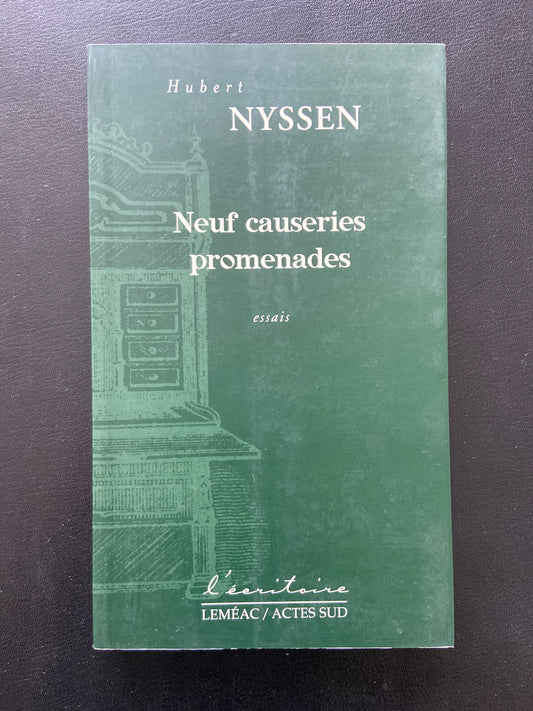 Hubert
NYSSEN
Neuf causeries
promenades
essais
l'écritoire
LEMÉAC / ACTES SUD